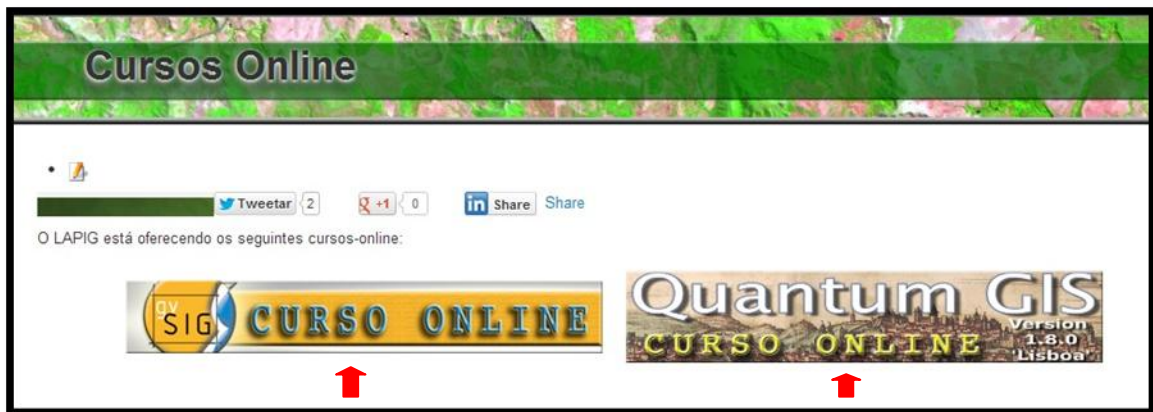 Cursos Online
Tweetar 2 g +1 0 in Share Share
O LAPIG está oferecendo os seguintes cursos-online:
gv
SIG CURSO ONLINE
Quantum GIS
Version
1.8.0
'Lisboa'
CURSO ONLINE